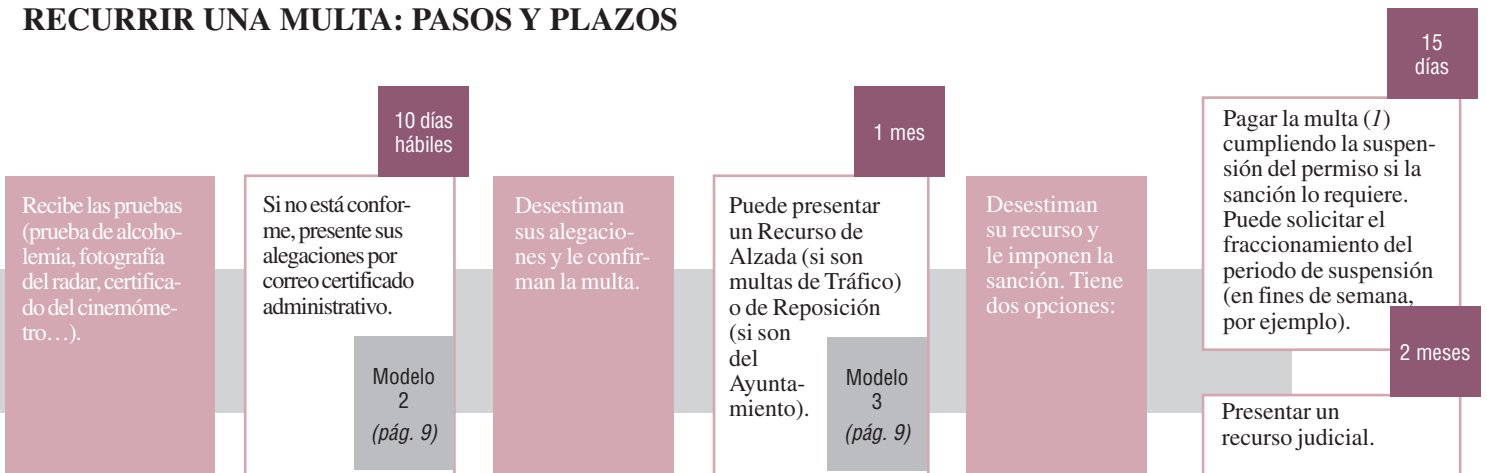 RECURRIR UNA MULTA: PASOS Y PLAZOS
Recibe las pruebas
(prueba de alcoho-
lemia, fotografía
del radar, certifica-
do del cinemóme-
tro…).
10 días
hábiles
Si no está confor-
me, presente sus
alegaciones por
correo certificado
administrativo.
Modelo
2
(pág. 9)
Desestiman
sus alegacio-
nes y le confir-
man la multa.
1 mes
Puede presentar
un Recurso de
Alzada (si son
multas de Tráfico)
o de Reposición
(si son
del
Ayunta-
miento).
Modelo
3
(pág. 9)
Desestiman
su recurso y
le imponen la
sanción. Tiene
dos opciones:
15
días
Pagar la multa (1)
cumpliendo la suspen-
sión del permiso si la
sanción lo requiere.
Puede solicitar el
fraccionamiento del
periodo de suspensión
(en fines de semana,
por ejemplo).
2 meses
Presentar un
recurso judicial.